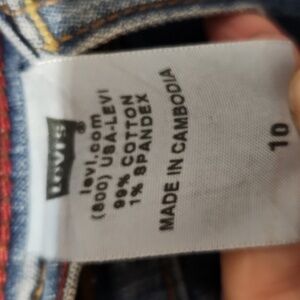 LEVI'S ®
levi.com
(800) USA-LEVI
99% COTTON
1% SPANDEX
MADE IN CAMBODIA
10